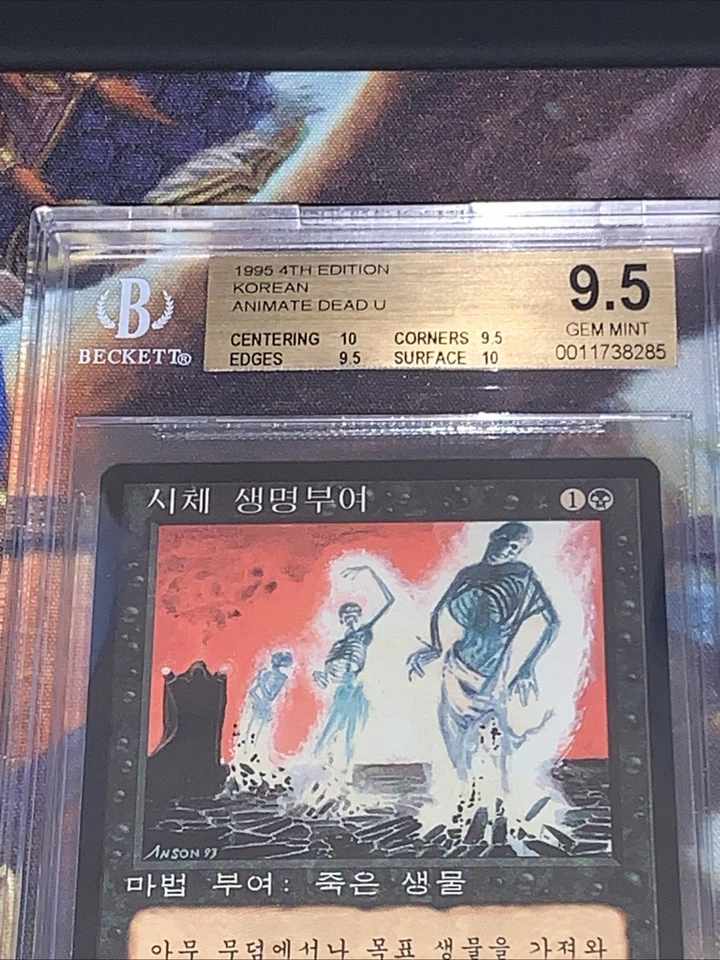 1995 4TH EDITION
KOREAN
ANIMATE DEAD U
CENTERING 10 CORNERS 9.5
EDGES 9.5 SURFACE 10
9.5
GEM MINT
0011738285
B
BECKETT®
시체 생명부여
1
ANSON 93
마법 부여: 죽은 생물
아무 무덤에서나 목표 생물을 가져와